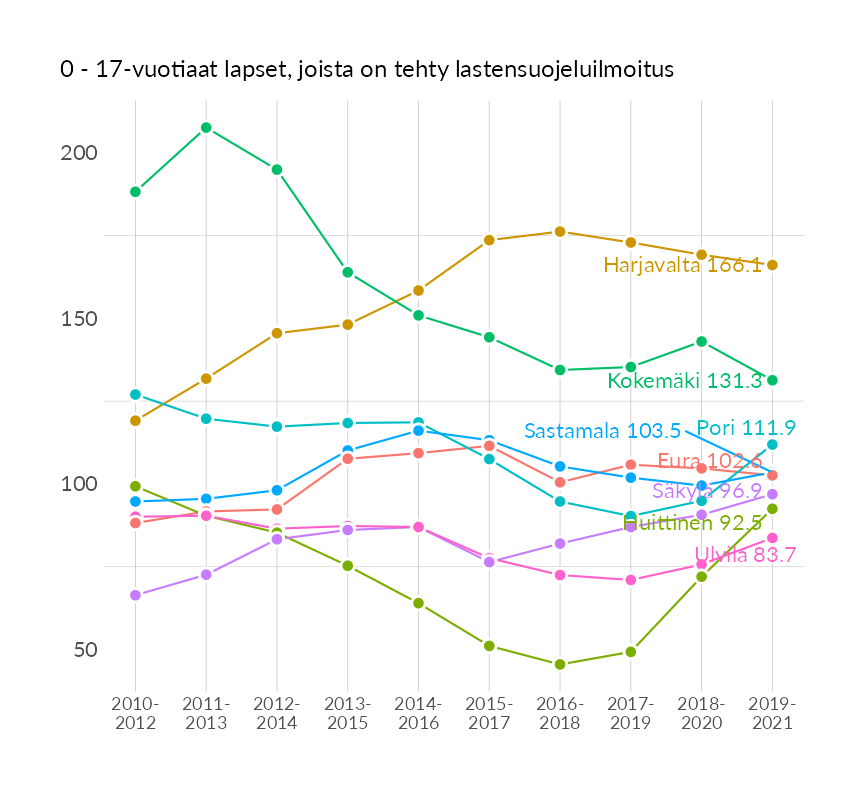 0 - 17-vuotiaat lapset, joista on tehty lastensuojeluilmoitus
200
150
100
50
Harjavalta 166.1
Kokemäki 131.3
Pori 111.9
Sastamala 103.5
Eura 102.6
Säkylä 96.9
Huittinen 92.5
Ulvila 83.7
2010-
2012
2011-
2013
2012-
2014
2013-
2015
2014-
2016
2015-
2017
2016-
2018
2017-
2019
2018-
2020
2019-
2021